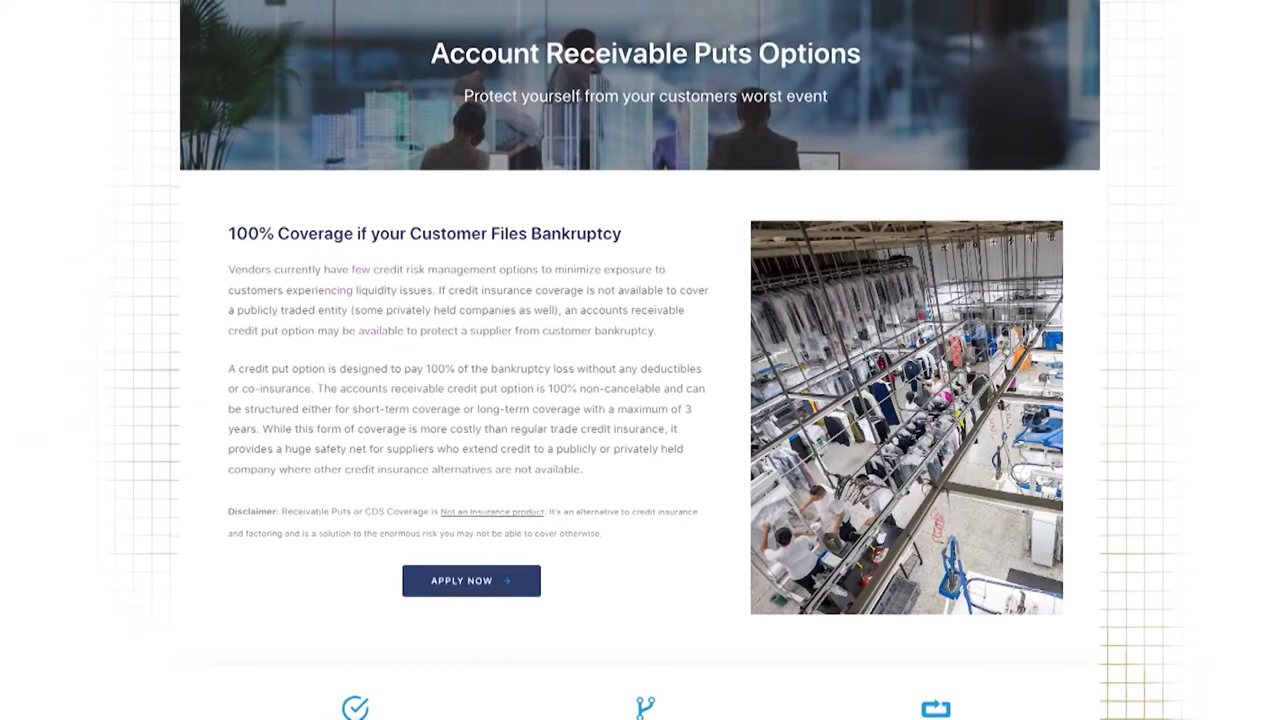 Account Receivable Puts Options
Protect yourself from your customers worst event
100% Coverage if your Customer Files Bankruptcy
Vendors currently have few credit risk management options to minimize exposure to
customers experiencing liquidity issues. If credit insurance coverage is not available to cover
a publicly traded entity (some privately held companies as well), an accounts receivable
credit put option may be available to protect a supplier from customer bankruptcy.
A credit put option is designed to pay 100% of the bankruptcy loss without any deductibles
or co-insurance. The accounts receivable credit put option is 100% non-cancelable and can
be structured either for short-term coverage or long-term coverage with a maximum of 3
years. While this form of coverage is more costly than regular trade credit insurance, it
provides a huge safety net for suppliers who extend credit to a publicly or privately held
company where other credit insurance alternatives are not available.
Disclaimer: Receivable Puts or CDS Coverage is Not an Insurance product. It's an alternative to credit insurance
and factoring and is a solution to the enormous risk you may not be able to cover otherwise.
APPLY NOW →